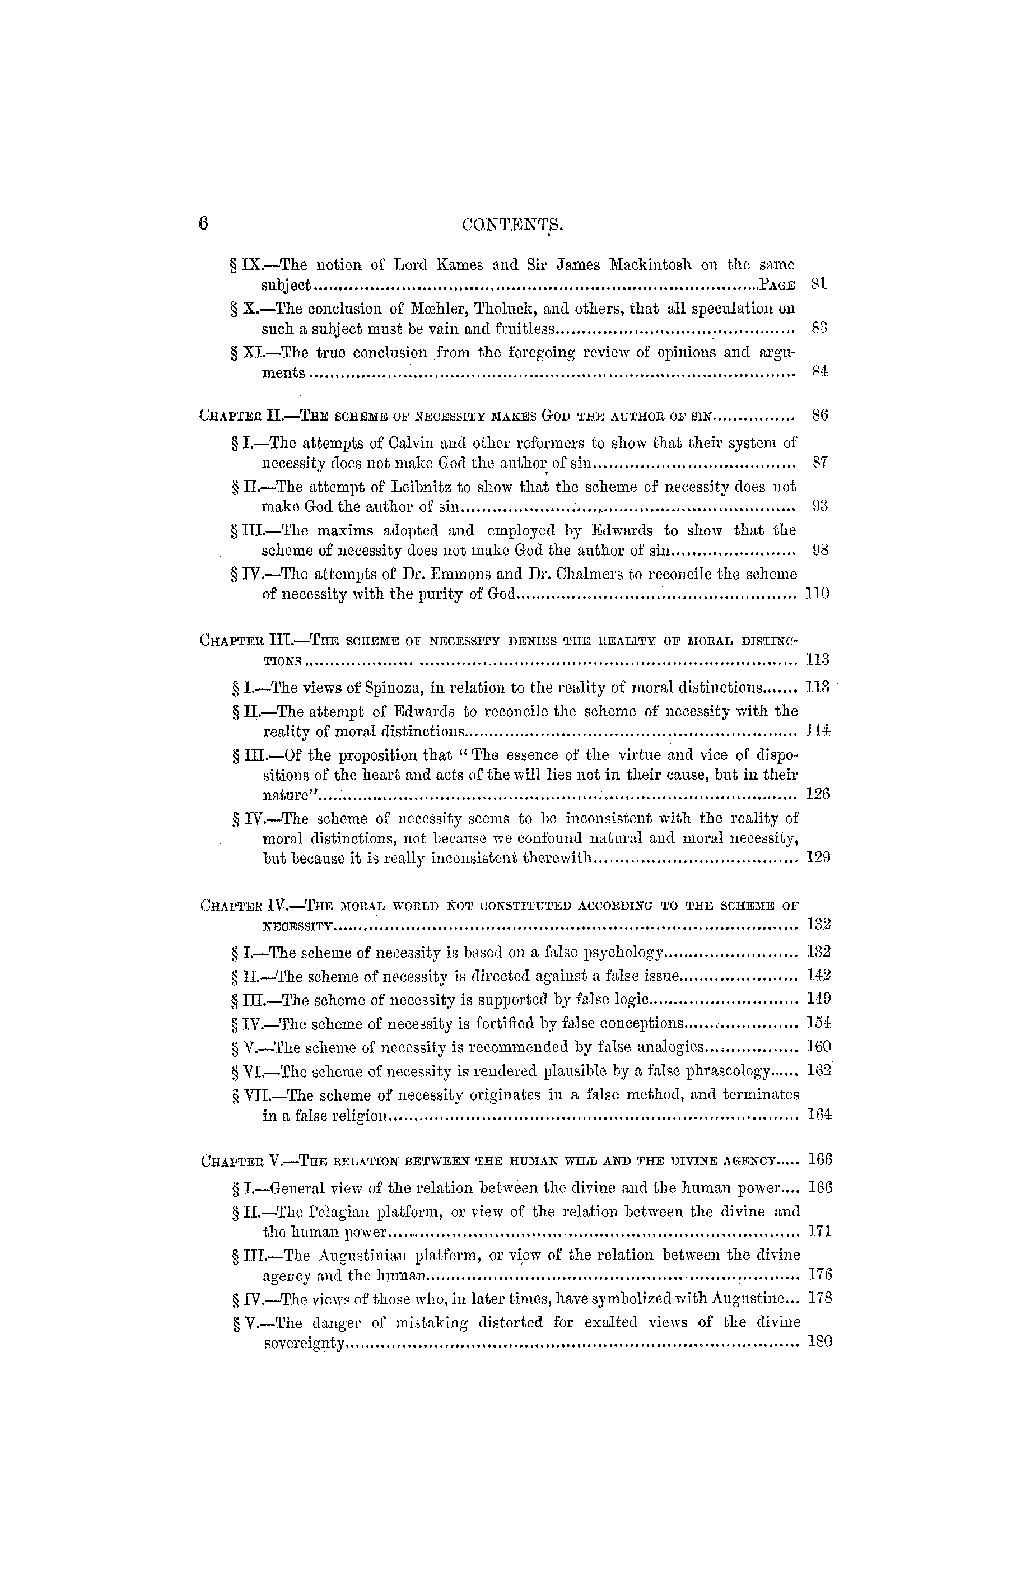 6 CONTENTS.
§ IX.—The notion of Lord Kames and Sir James Mackintosh on the same
subject........................................PAGE 81
§ X.—The conclusion of Mœhler, Tholuck, and others, that all speculation on
such a subject must be vain and fruitless........................................ 83
§ XI.—The true conclusion from the foregoing review of opinions and argu-
ments........................................ 84
CHAPTER II.—THE SCHEME OF NECESSITY MAKES GOD THE AUTHOR OF SIN................ 86
§ I.—The attempts of Calvin and other reformers to show that their system of
necessity does not make God the author of sin........................................ 87
§ II.—The attempt of Leibnitz to show that the scheme of necessity does not
make God the author of sin........................................ 93
§ III.—The maxims adopted and employed by Edwards to show that the
scheme of necessity does not make God the author of sin........................ 98
§ IV.—The attempts of Dr. Emmons and Dr. Chalmers to reconcile the scheme
of necessity with the purity of God........................................ 110
CHAPTER III.—THE SCHEME OF NECESSITY DENIES THE REALITY OF MORAL DISTINC-
TIONS........................................ 113
§ I.—The views of Spinoza, in relation to the reality of moral distinctions....... 113
§ II.—The attempt of Edwards to reconcile the scheme of necessity with the
reality of moral distinctions........................................ 114
§ III.—Of the proposition that "The essence of the virtue and vice of dispo-
sitions of the heart and acts of the will lies not in their cause, but in their
nature"........................................ 126
§ IV.—The scheme of necessity seems to be inconsistent with the reality of
moral distinctions, not because we confound natural and moral necessity,
but because it is really inconsistent therewith........................................ 129
CHAPTER IV.—THE MORAL WORLD NOT CONSTITUTED ACCORDING TO THE SCHEME OF
NECESSITY........................................ 132
§ I.—The scheme of necessity is based on a false psychology.......................... 132
§ II.—The scheme of necessity is directed against a false issue....................... 142
§ III.—The scheme of necessity is supported by false logic............................. 149
§ IV.—The scheme of necessity is fortified by false conceptions...................... 154
§ V.—The scheme of necessity is recommended by false analogies.................. 160
§ VI.—The scheme of necessity is rendered plausible by a false phraseology..... 162
§ VII.—The scheme of necessity originates in a false method, and terminates
in a false religion........................................ 164
CHAPTER V.—THE RELATION BETWEEN THE HUMAN WILL AND THE DIVINE AGENCY..... 166
§ I.—General view of the relation between the divine and the human power.... 166
§ II.—The Pelagian platform, or view of the relation between the divine and
the human power........................................ 171
§ III.—The Augustinian platform, or view of the relation between the divine
agency and the human........................................ 176
§ IV.—The views of those who, in later times, have symbolized with Augustine... 178
§ V.—The danger of mistaking distorted for exalted views of the divine
sovereignty........................................ 180